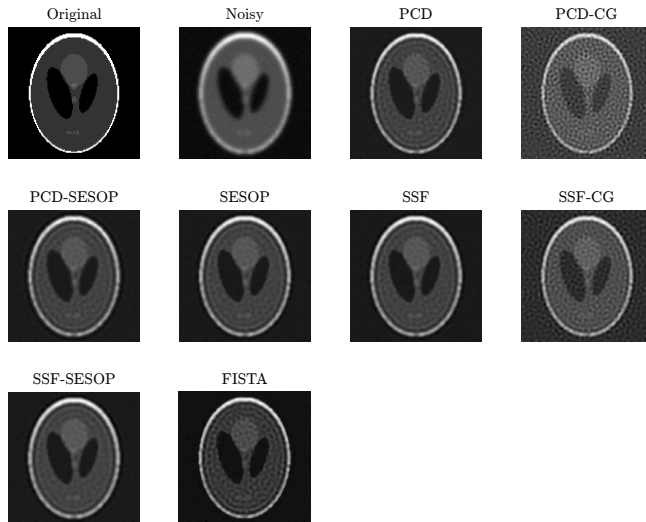 Original Noisy PCD PCD-CG
PCD-SESOP SESOP SSF SSF-CG
SSF-SESOP FISTA